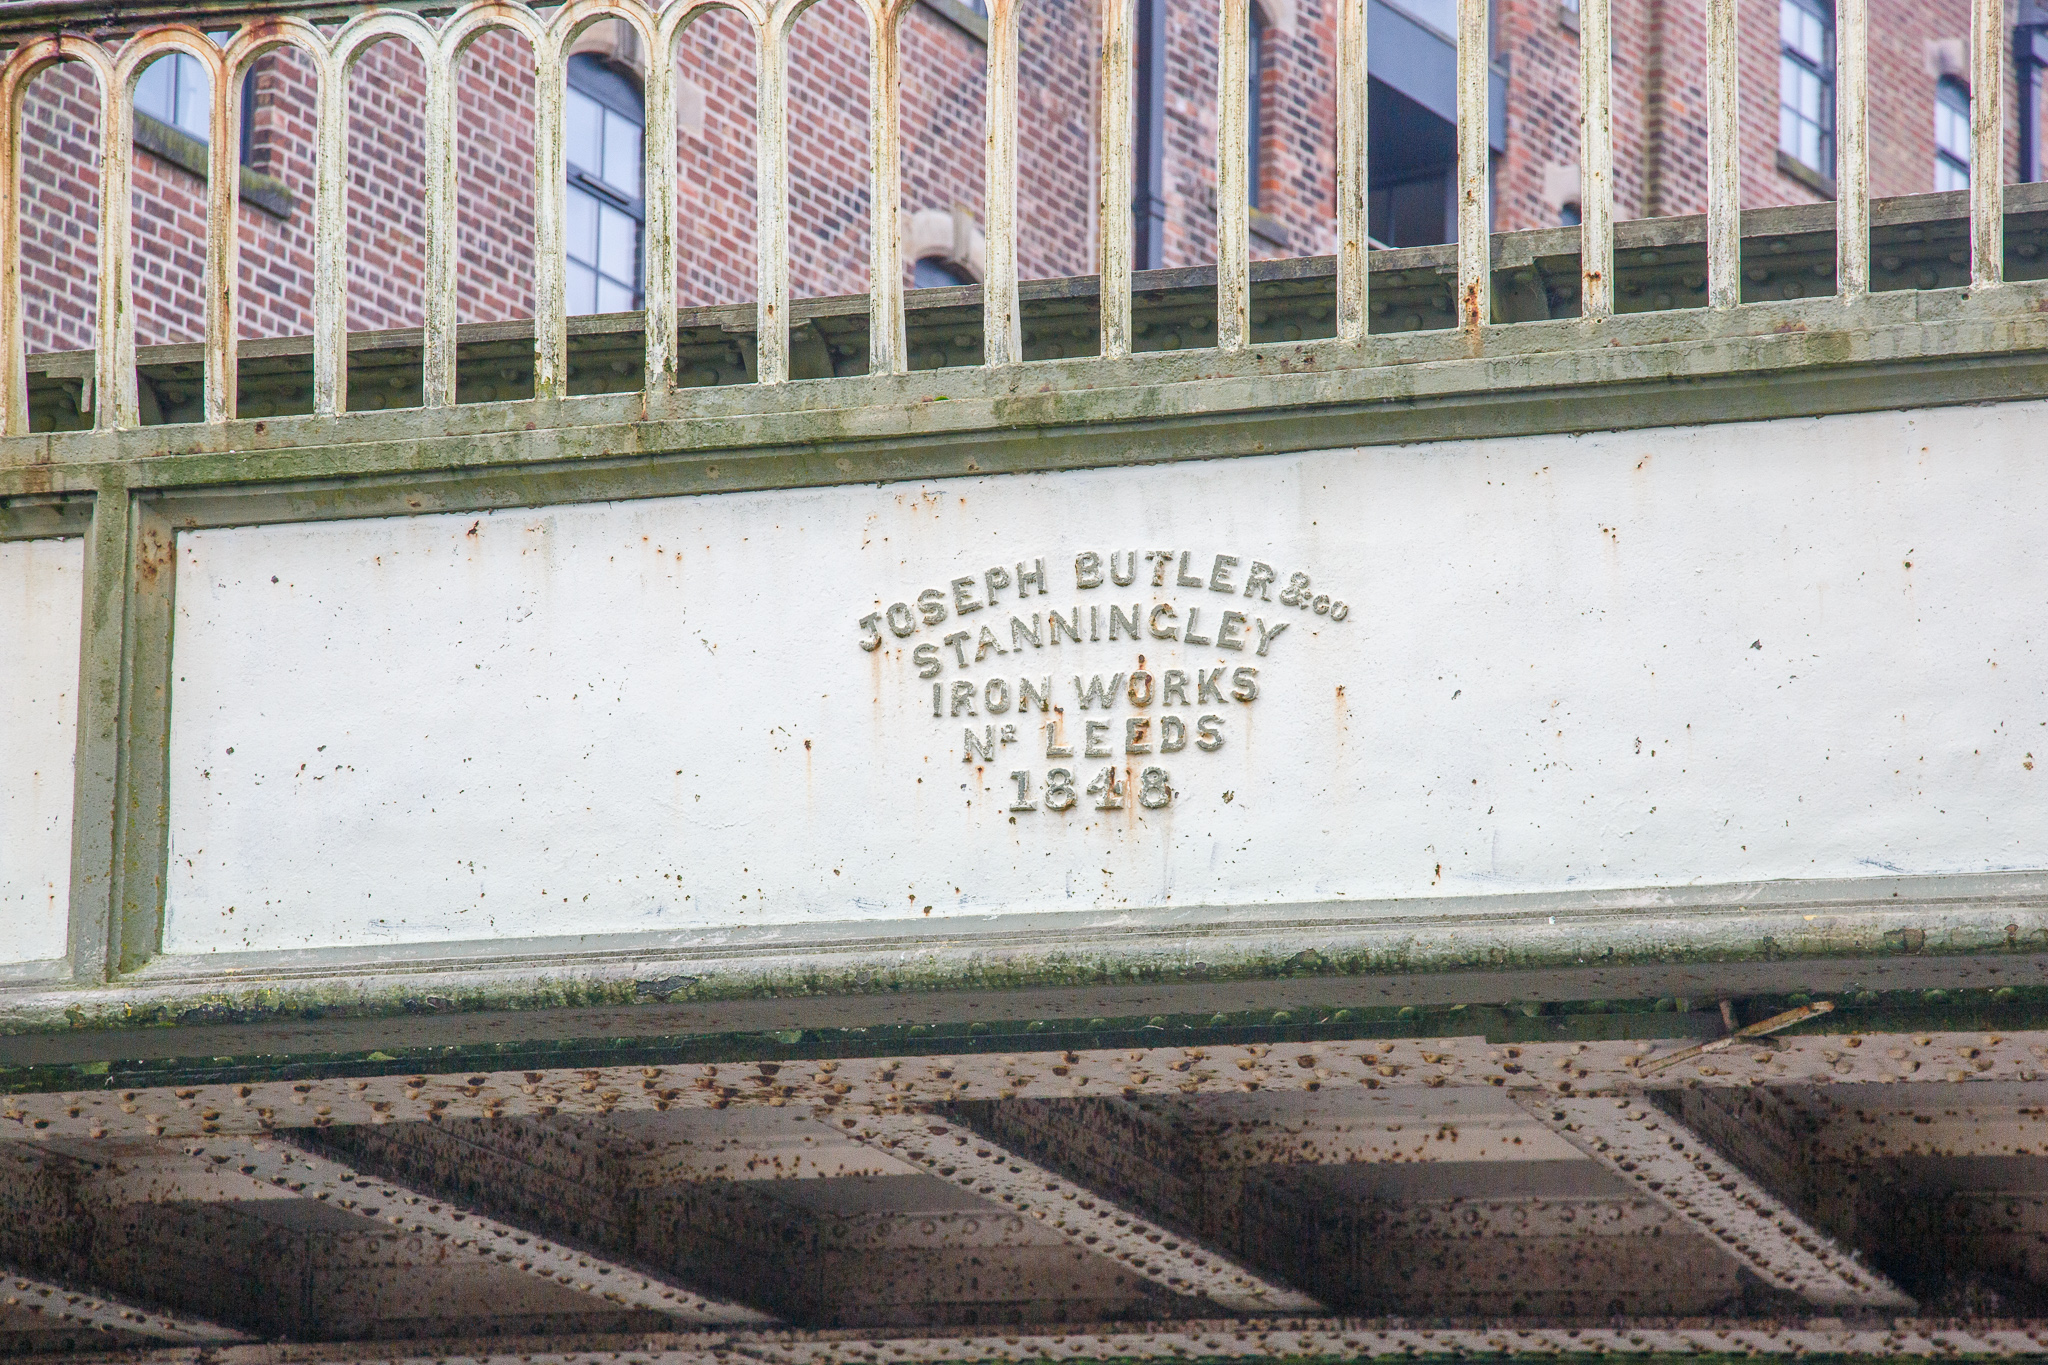 JOSEPH BUTLER & CO
STANNINGLEY
IRON WORKS
NR LEEDS
1848